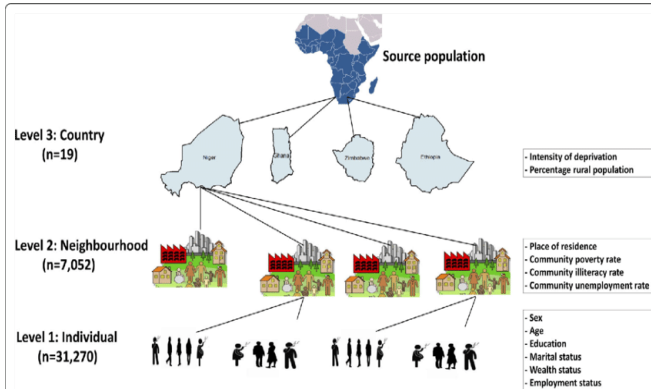 Source population
Level 3: Country
(n=19)
Niger
Ghana
Zimbabwe
Ethiopia
- Intensity of deprivation
- Percentage rural population
Level 2: Neighbourhood
(n=7,052)
- Place of residence
- Community poverty rate
- Community illiteracy rate
- Community unemployment rate
Level 1: Individual
(n=31,270)
- Sex
- Age
- Education
- Marital status
- Wealth status
- Employment status